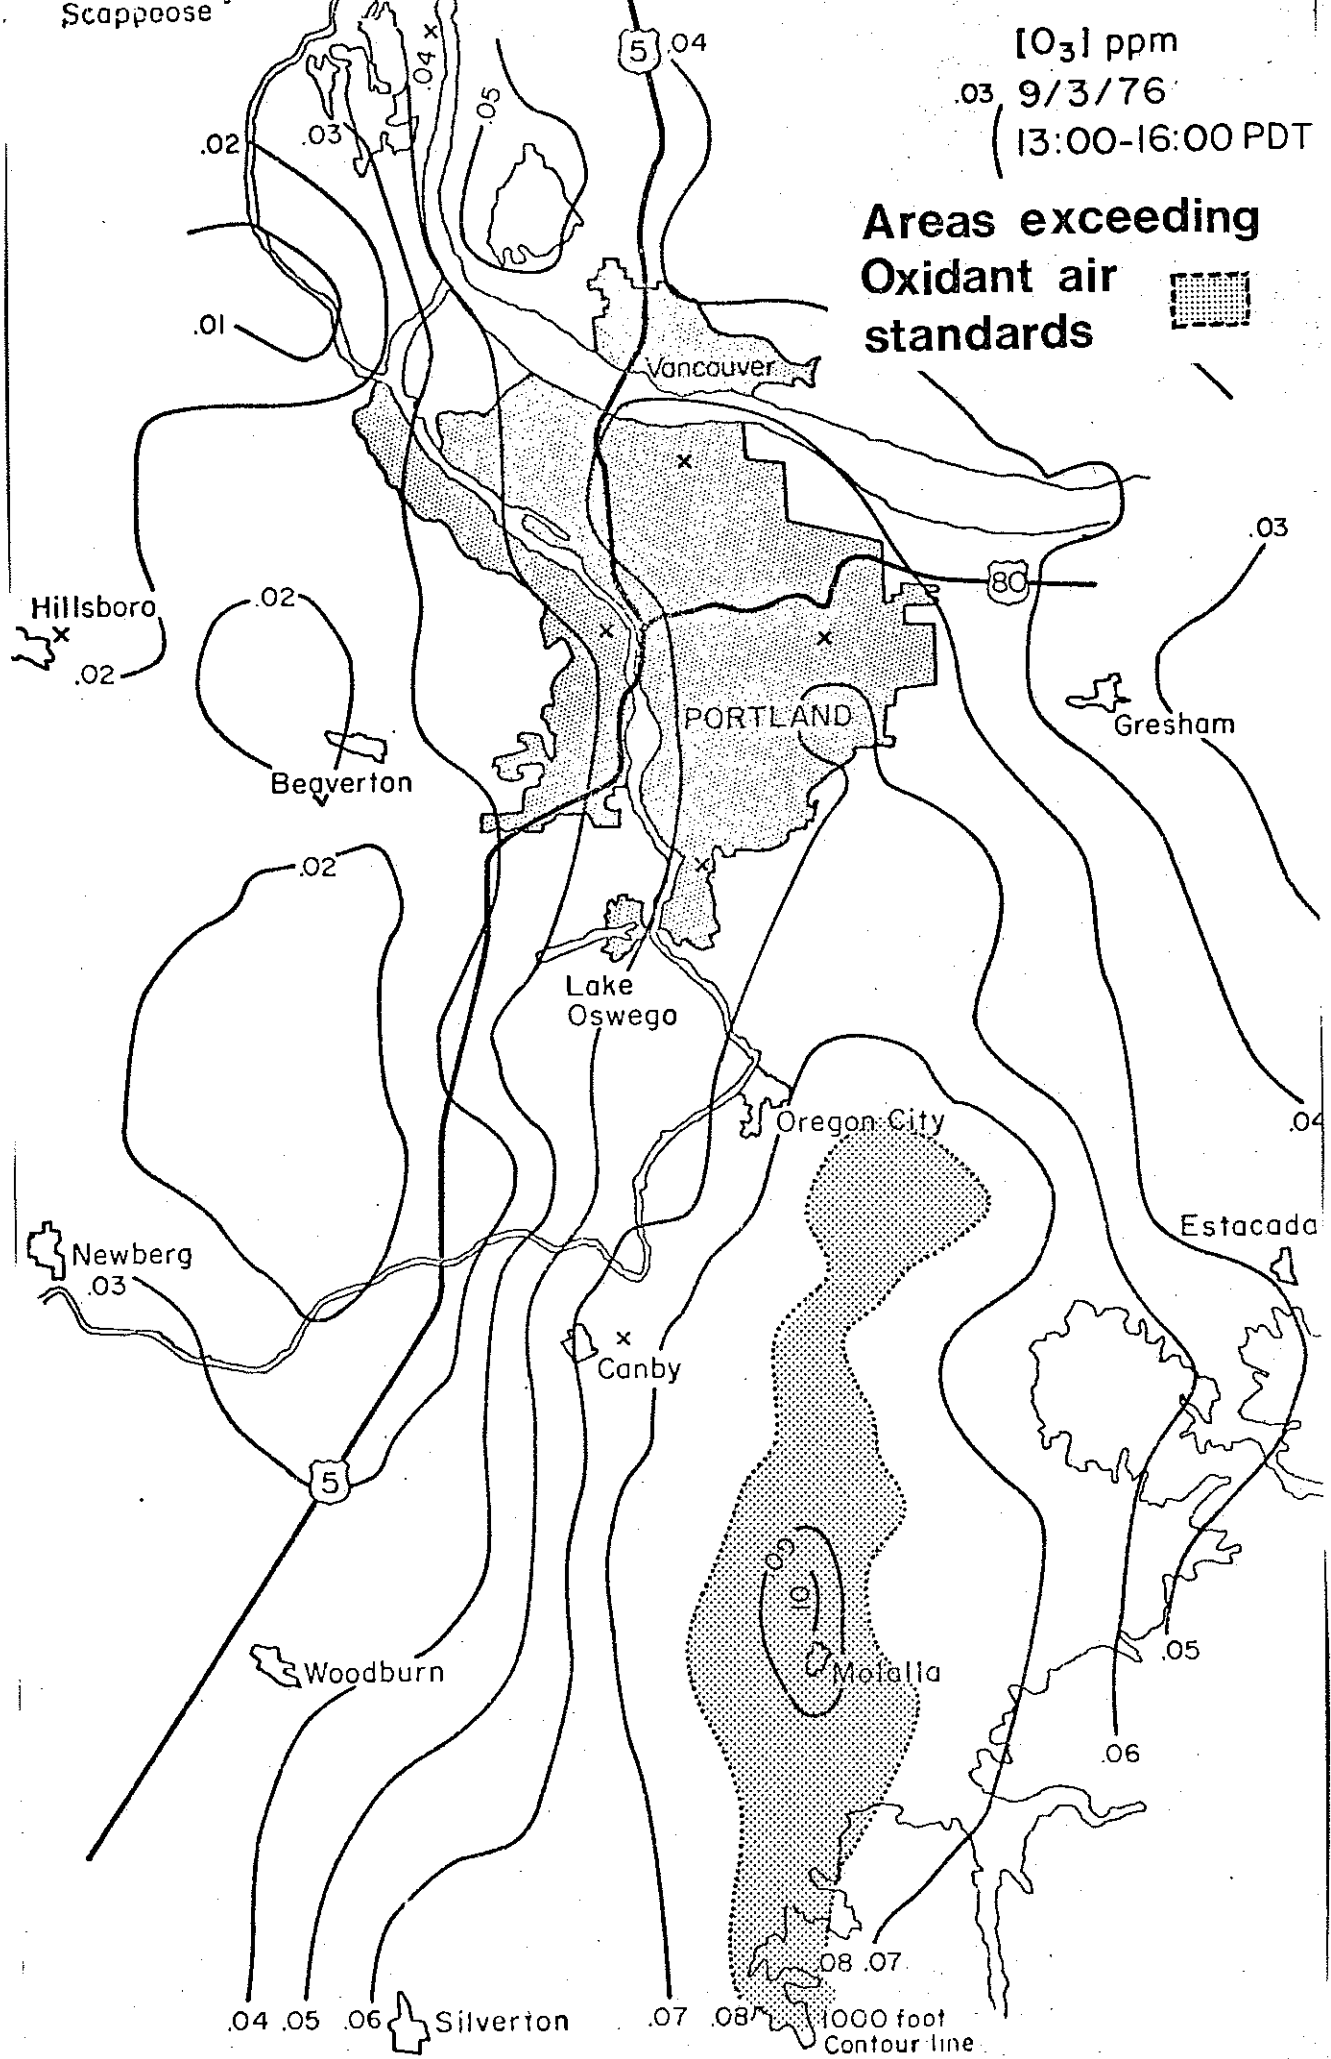 Scappoose
.04
5
.04
.05
[O₃] ppm
.03 9/3/76
13:00-16:00 PDT
.02
.03
Areas exceeding
Oxidant air
standards
.01
Vancouver
.03
80
Hillsboro
.02
.02
PORTLAND
Gresham
Beaverton
.02
Lake
Oswego
Oregon City
.04
Estacada
Newberg
.03
Canby
5
.09
.10
.05
Woodburn
Molalla
.06
.08 .07
.04 .05 .06 Silverton .07 .08 1000 foot
Contour line